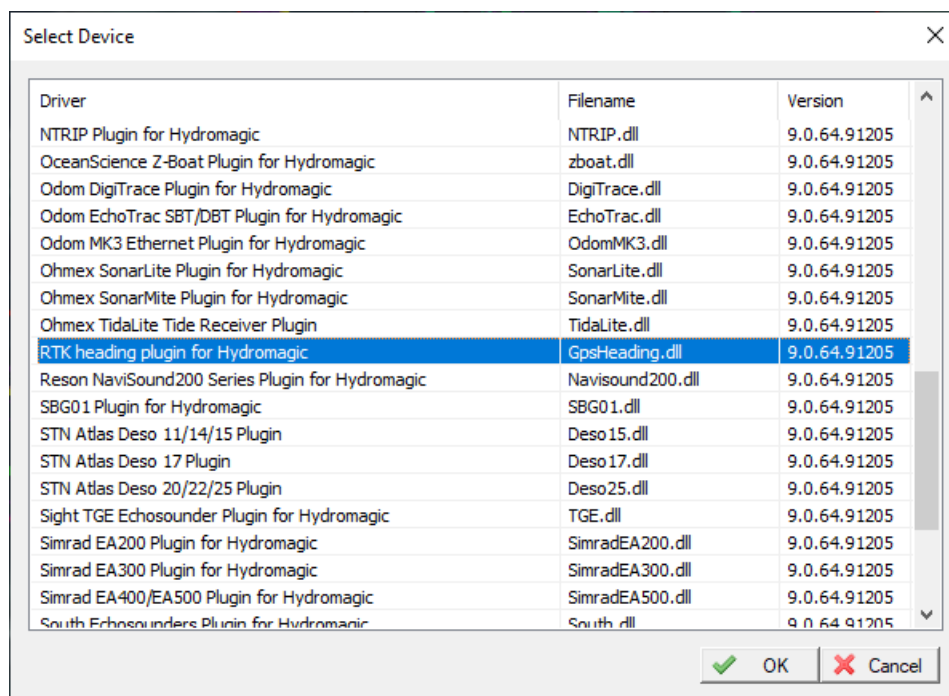 Select Device
Driver Filename Version
NTRIP Plugin for Hydromagic NTRIP.dll 9.0.64.91205
OceanScience Z-Boat Plugin for Hydromagic zboat.dll 9.0.64.91205
Odom DigiTrace Plugin for Hydromagic DigiTrace.dll 9.0.64.91205
Odom EchoTrac SBT/DBT Plugin for Hydromagic EchoTrac.dll 9.0.64.91205
Odom MK3 Ethernet Plugin for Hydromagic OdomMK3.dll 9.0.64.91205
Ohmex SonarLite Plugin for Hydromagic SonarLite.dll 9.0.64.91205
Ohmex SonarMite Plugin for Hydromagic SonarMite.dll 9.0.64.91205
Ohmex TidaLite Tide Receiver Plugin TidaLite.dll 9.0.64.91205
RTK heading plugin for Hydromagic GpsHeading.dll 9.0.64.91205
Reson NaviSound200 Series Plugin for Hydromagic Navisound200.dll 9.0.64.91205
SBG01 Plugin for Hydromagic SBG01.dll 9.0.64.91205
STN Atlas Deso 11/14/15 Plugin Deso15.dll 9.0.64.91205
STN Atlas Deso 17 Plugin Deso17.dll 9.0.64.91205
STN Atlas Deso 20/22/25 Plugin Deso25.dll 9.0.64.91205
Sight TGE Echosounder Plugin for Hydromagic TGE.dll 9.0.64.91205
Simrad EA200 Plugin for Hydromagic SimradEA200.dll 9.0.64.91205
Simrad EA300 Plugin for Hydromagic SimradEA300.dll 9.0.64.91205
Simrad EA400/EA500 Plugin for Hydromagic SimradEA500.dll 9.0.64.91205
South Echosounders Plugin for Hydromagic South.dll 9.0.64.91205
OK Cancel